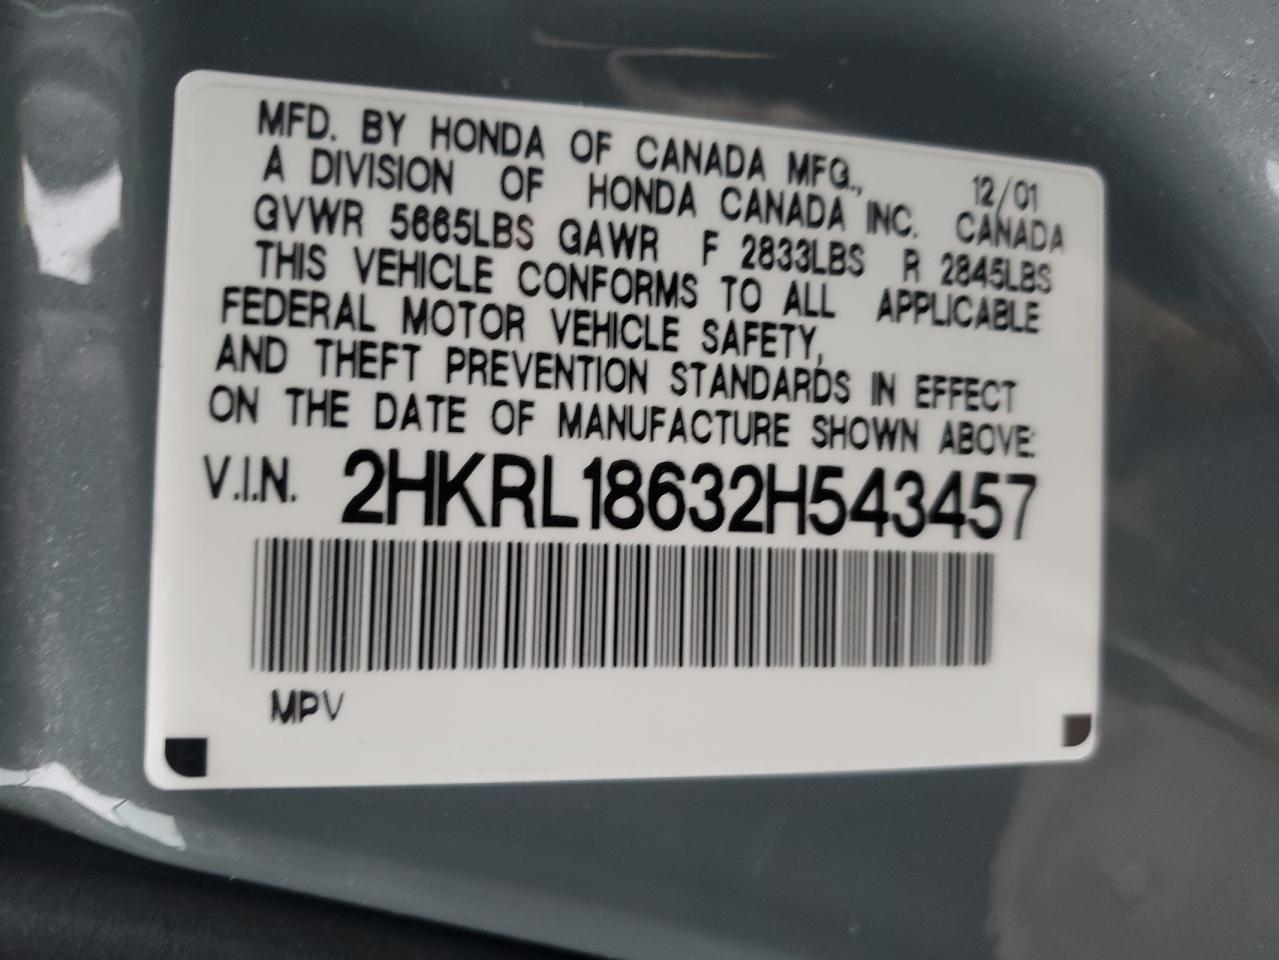 MFD. BY HONDA OF CANADA MFG., 12/01
A DIVISION OF HONDA CANADA INC. CANADA
GVWR 5665LBS GAWR F 2833LBS R 2845LBS
THIS VEHICLE CONFORMS TO ALL APPLICABLE
FEDERAL MOTOR VEHICLE SAFETY,
AND THEFT PREVENTION STANDARDS IN EFFECT
ON THE DATE OF MANUFACTURE SHOWN ABOVE:
V.I.N. 2HKRL18632H543457
MPV